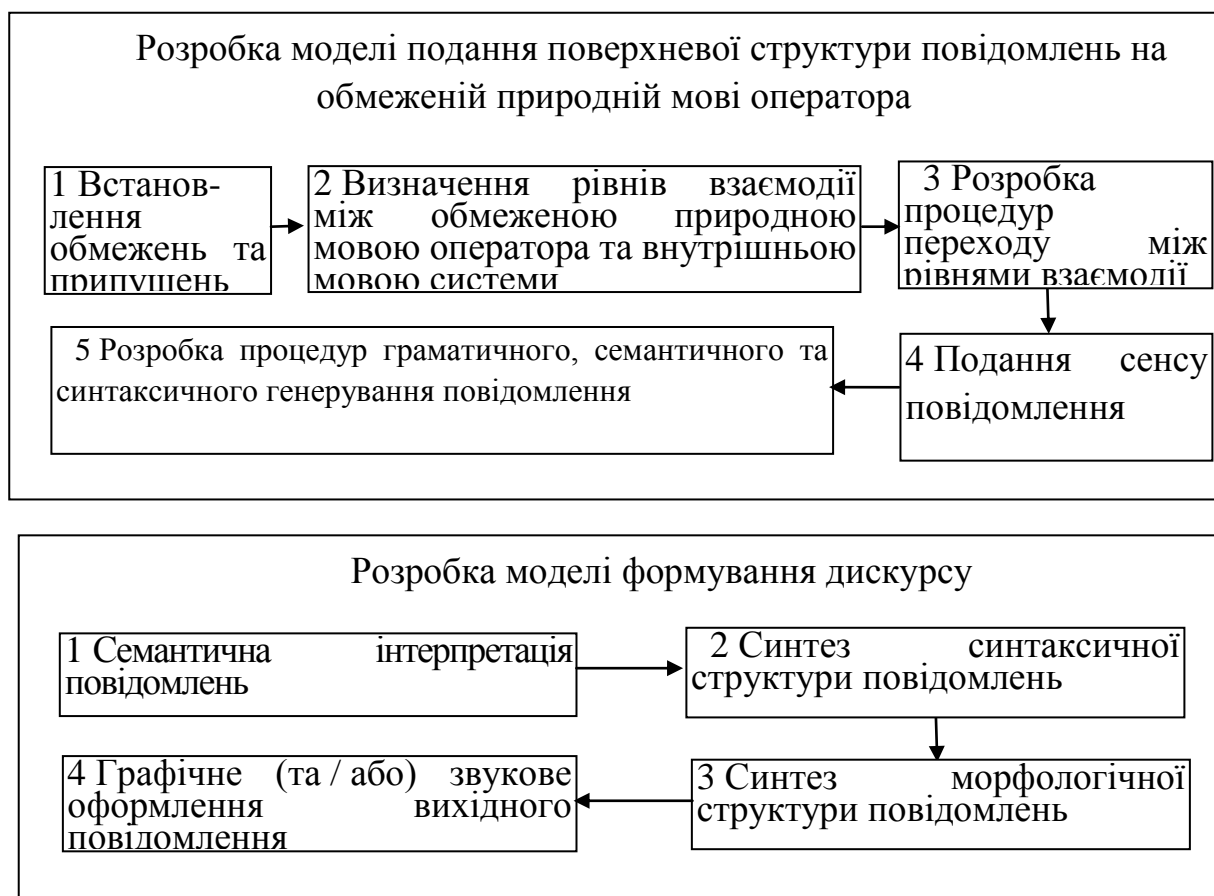 Розробка моделі подання поверхневої структури повідомлень на
обмеженій природній мові оператора
1 Встанов-
лення
обмежень та
припущень
2 Визначення рівнів взаємодії
між обмеженою природною
мовою оператора та внутрішньою
мовою системи
3 Розробка
процедур
переходу між
рівнями взаємодії
4 Подання сенсу
повідомлення
5 Розробка процедур граматичного, семантичного та
синтаксичного генерування повідомлення
Розробка моделі формування дискурсу
1 Семантична інтерпретація
повідомлень
2 Синтез синтаксичної
структури повідомлень
3 Синтез морфологічної
структури повідомлень
4 Графічне (та / або) звукове
оформлення вихідного
повідомлення